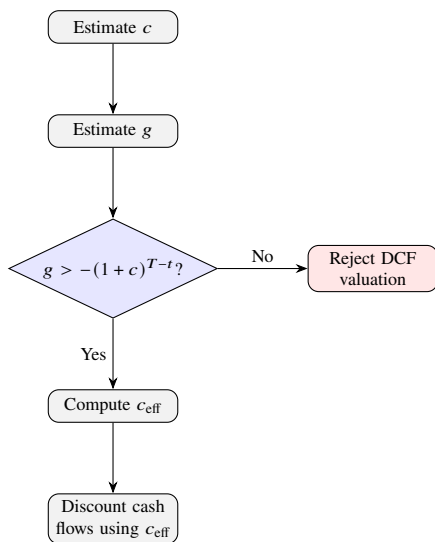 Estimate c
Estimate g
g > −(1 + c)^{T−t}?
No
Reject DCF
valuation
Yes
Compute c_eff
Discount cash
flows using c_eff